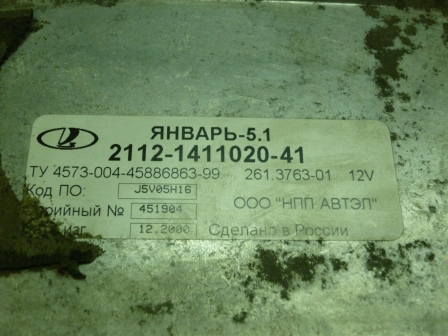 ЯНВАРЬ-5.1
2112-1411020-41
ТУ 4573-004-45886863-99 261.3763-01 12V
Код ПО: J5V05H16
№ 451904 ООО "НПП АВТЭЛ"
12.2000 Сделано в России